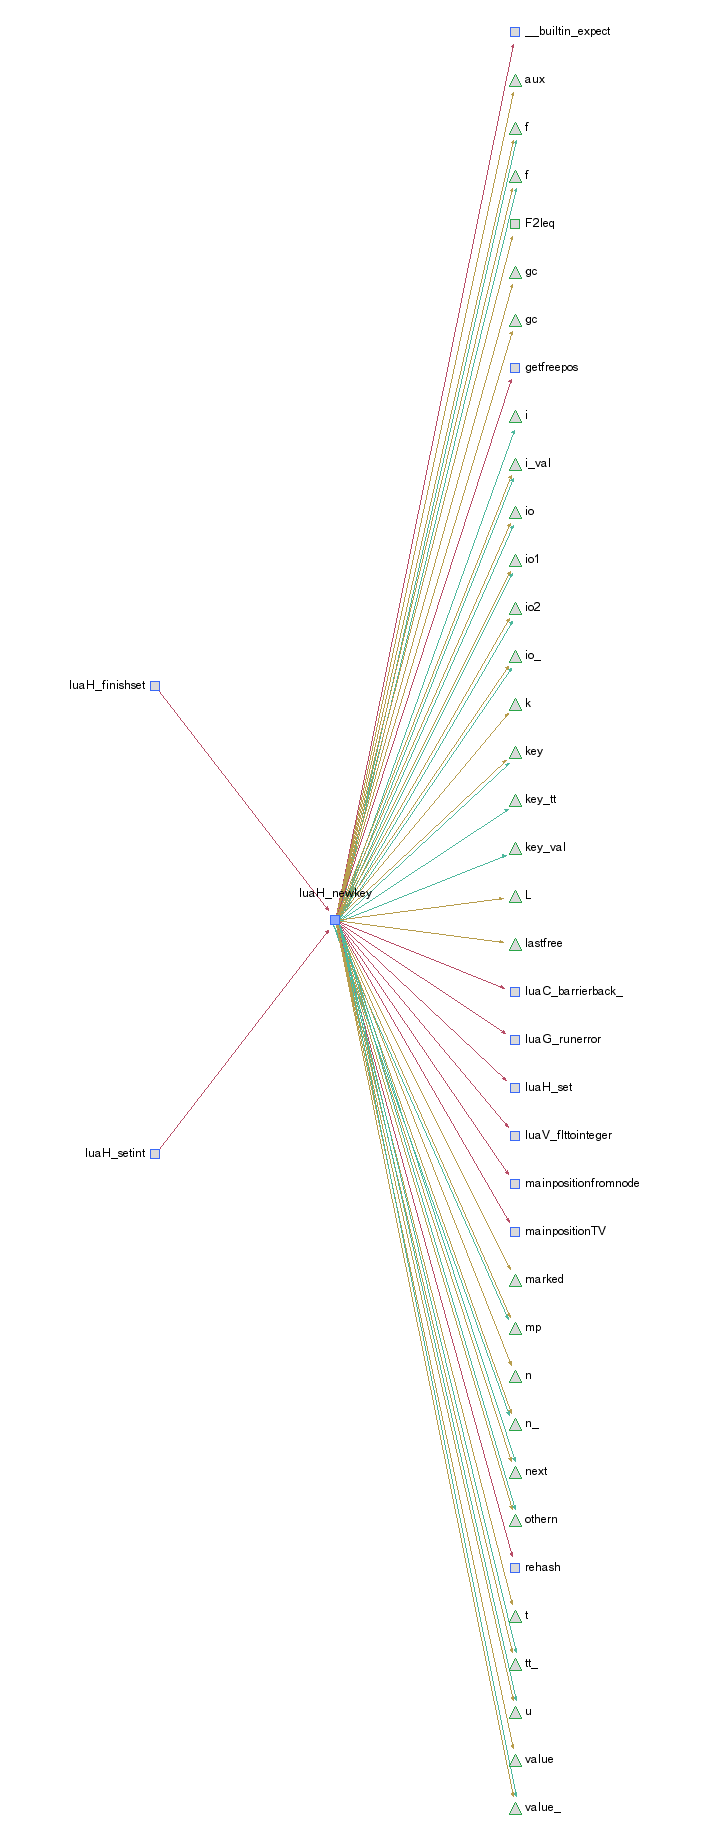 __builtin_expect
aux
f
f
F2Ieq
gc
gc
getfreepos
i
i_val
io
io1
io2
io_
k
key
key_tt
key_val
L
lastfree
luaC_barrierback_
luaG_runerror
luaH_set
luaV_flttointeger
mainpositionfromnode
mainpositionTV
marked
mp
n
n_
next
othern
rehash
t
tt_
u
value
value_
luaH_finishset
luaH_newkey
luaH_setint